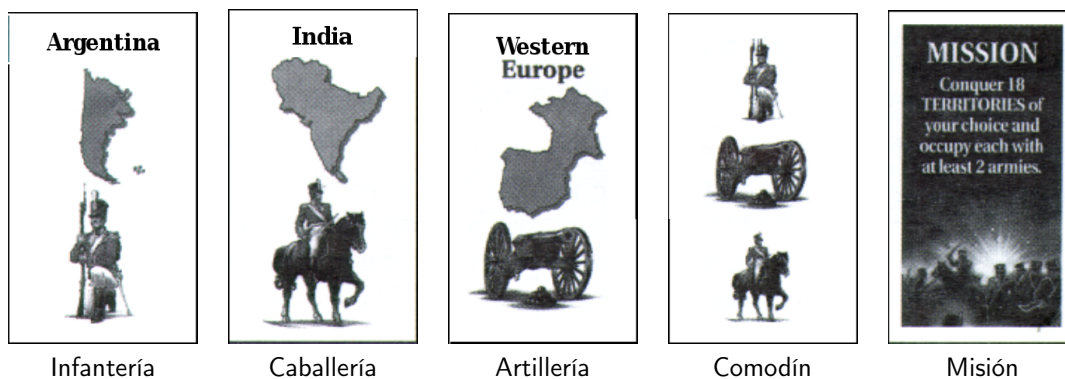 Argentina
India
Western
Europe
MISSION
Conquer 18
TERRITORIES of
your choice and
occupy each with
at least 2 armies.
Infantería
Caballería
Artillería
Comodín
Misión